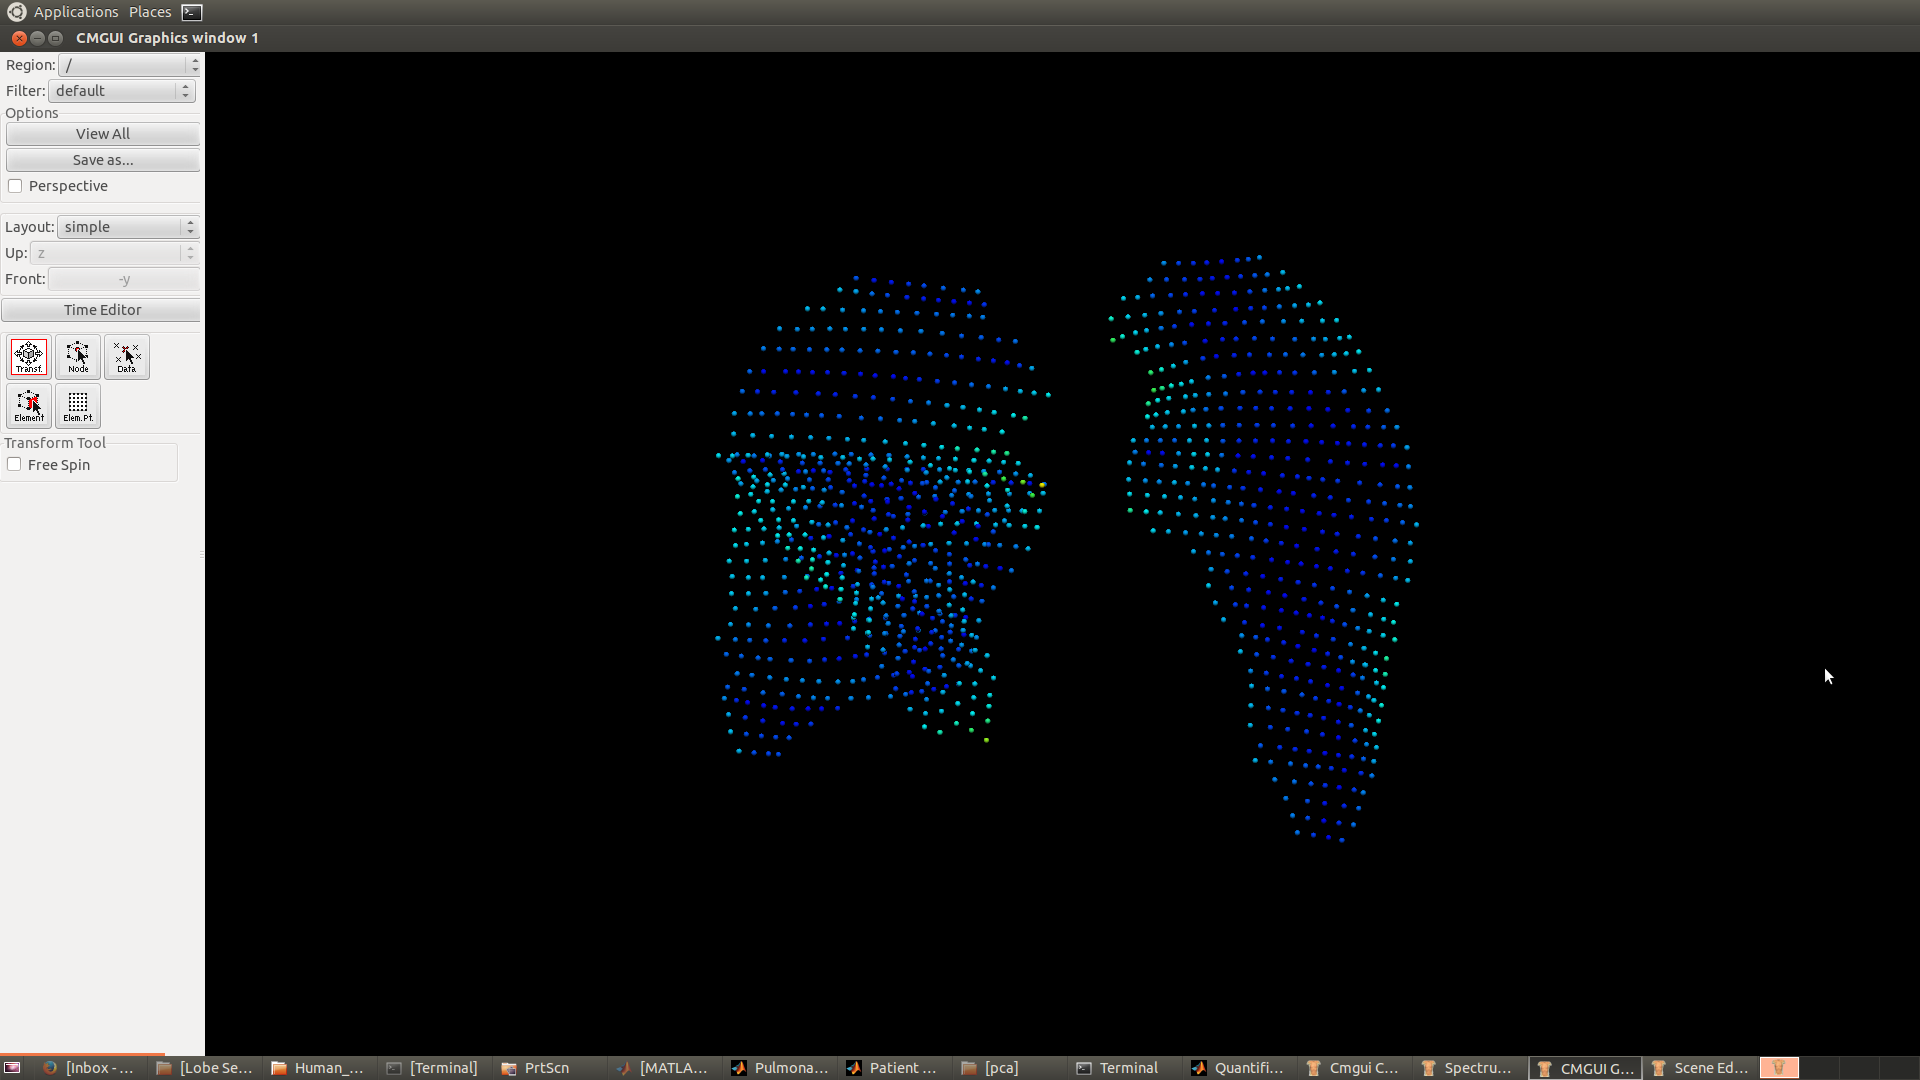 Applications Places
CMGUI Graphics window 1
Region: /
Filter: default
Options
View All
Save as...
Perspective
Layout: simple
Up: z
Front: -y
Time Editor
Transf. Node Data
Element Elem.Pt.
Transform Tool
Free Spin
[Inbox - ... [Lobe Se... Human_... [Terminal] PrtScn [MATLA... Pulmona... Patient ... [pca] Terminal Quantifi... Cmgui C... Spectru... CMGUI G... Scene Ed...